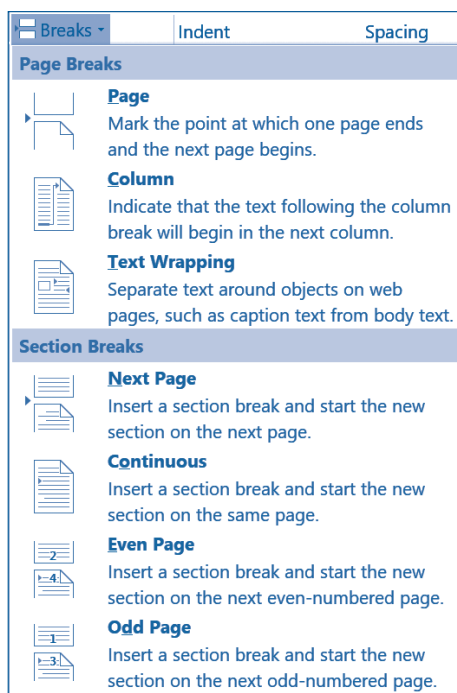 Breaks Indent Spacing
Page Breaks
Page
Mark the point at which one page ends
and the next page begins.
Column
Indicate that the text following the column
break will begin in the next column.
Text Wrapping
Separate text around objects on web
pages, such as caption text from body text.
Section Breaks
Next Page
Insert a section break and start the new
section on the next page.
Continuous
Insert a section break and start the new
section on the same page.
Even Page
2
4
Insert a section break and start the new
section on the next even-numbered page.
Odd Page
1
3
Insert a section break and start the new
section on the next odd-numbered page.